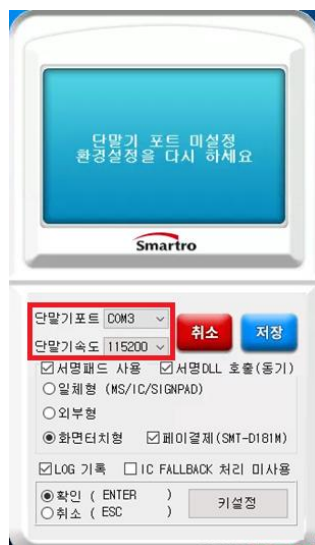 단말기 포트 미설정
환경설정을 다시 하세요
Smartro
단말기포트 COM3
취소 저장
단말기속도 115200
서명패드 사용 서명DLL 호출(동기)
일체형 (MS/IC/SIGNPAD)
외부형
화면터치형 페이결제(SMT-D181M)
LOG 기록 IC FALLBACK 처리 미사용
확인 ( ENTER )
취소 ( ESC )
키설정